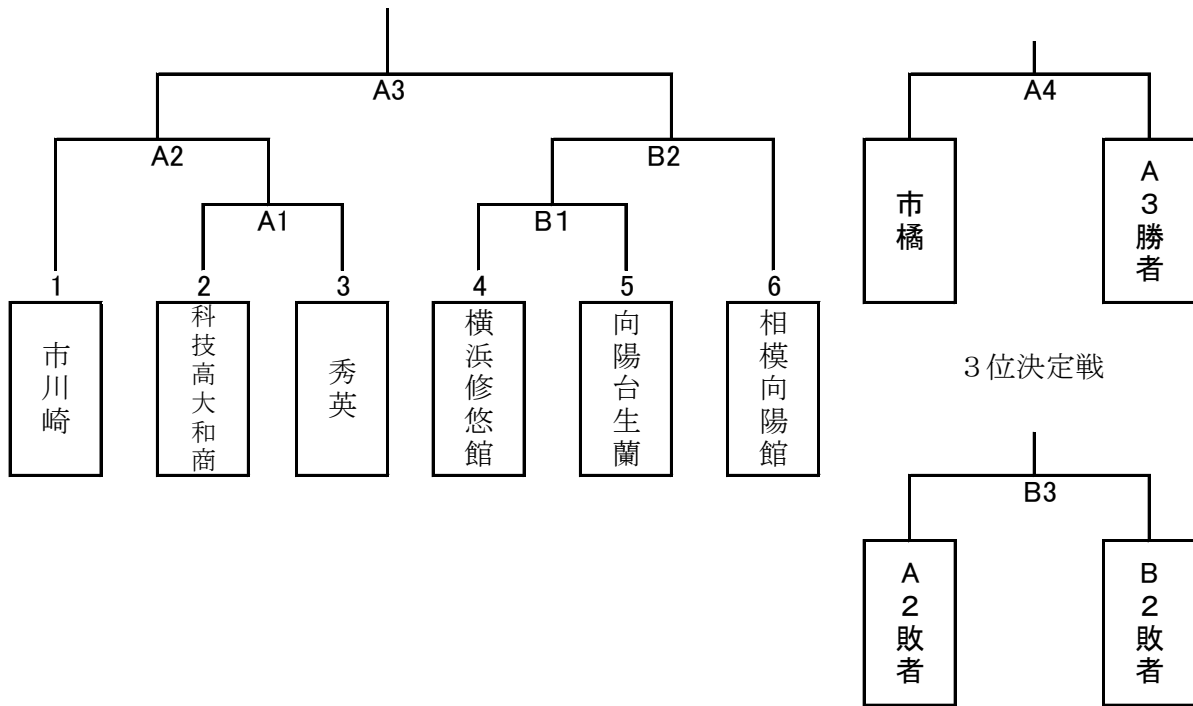 A3
A4
A2
B2
A1
B1
市橘
A3勝者
1
2
3
4
5
6
市川崎
科技高大和商
秀英
横浜修悠館
向陽台生蘭
相模向陽館
３位決定戦
B3
A2敗者
B2敗者